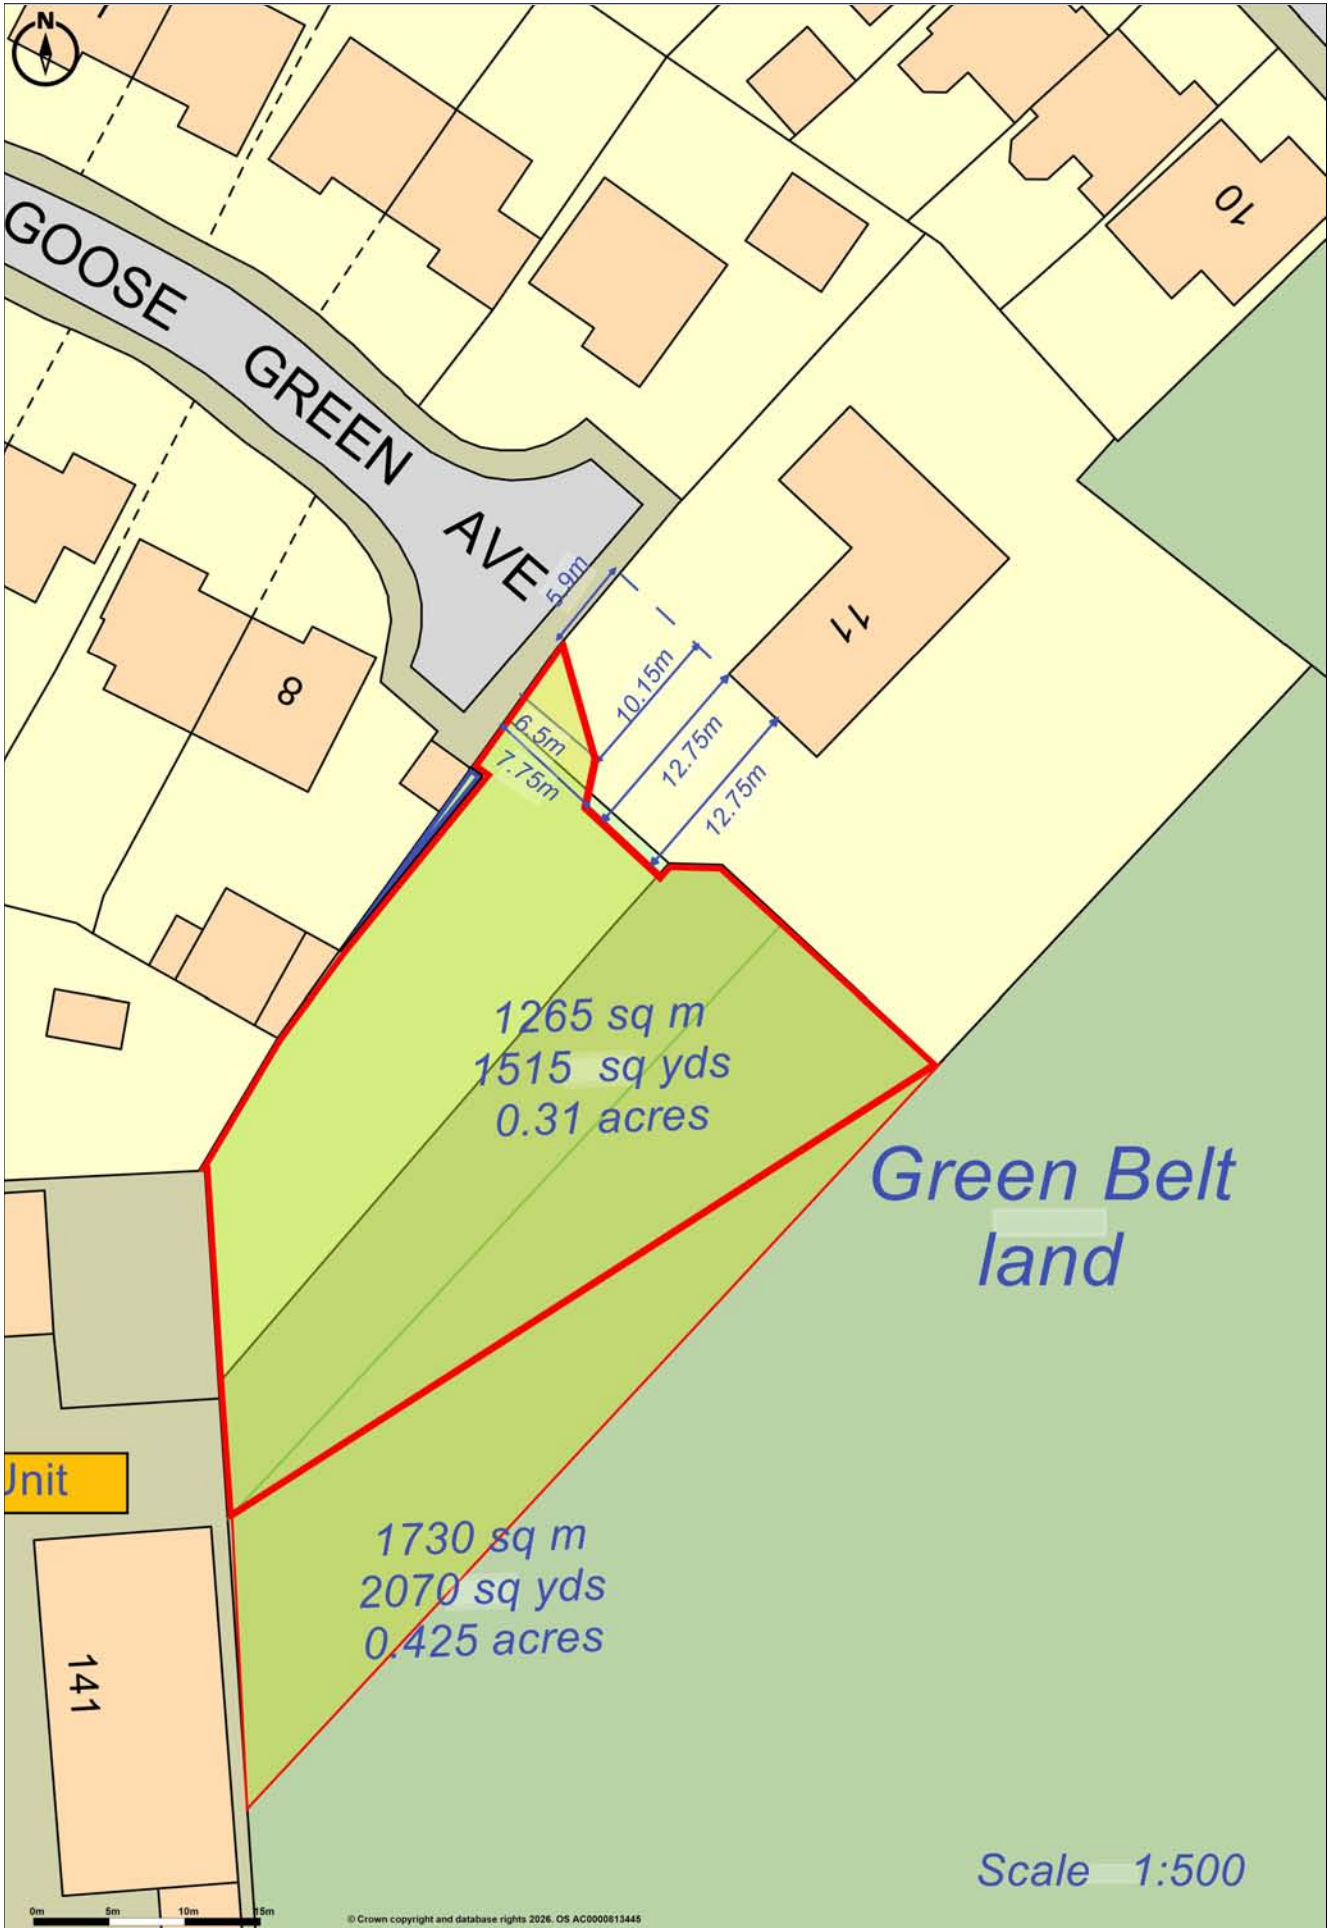 N
10
GOOSE
GREEN
AVE
5.9m
11
10.15m
8
6.5m
12.75m
7.75m
12.75m
1265 sq m
1515 sq yds
0.31 acres
Green Belt
land
Unit
1730 sq m
2070 sq yds
0.425 acres
141
Scale 1:500
0m 5m 10m 15m
© Crown copyright and database rights 2026. OS AC0000813445